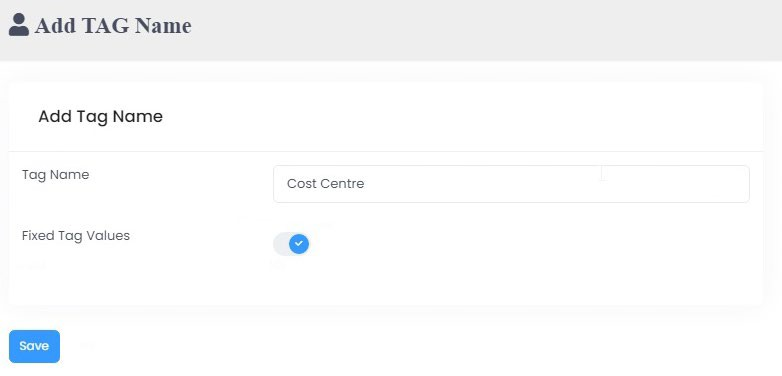 Add TAG Name
Add Tag Name
Tag Name
Cost Centre
Fixed Tag Values
Save